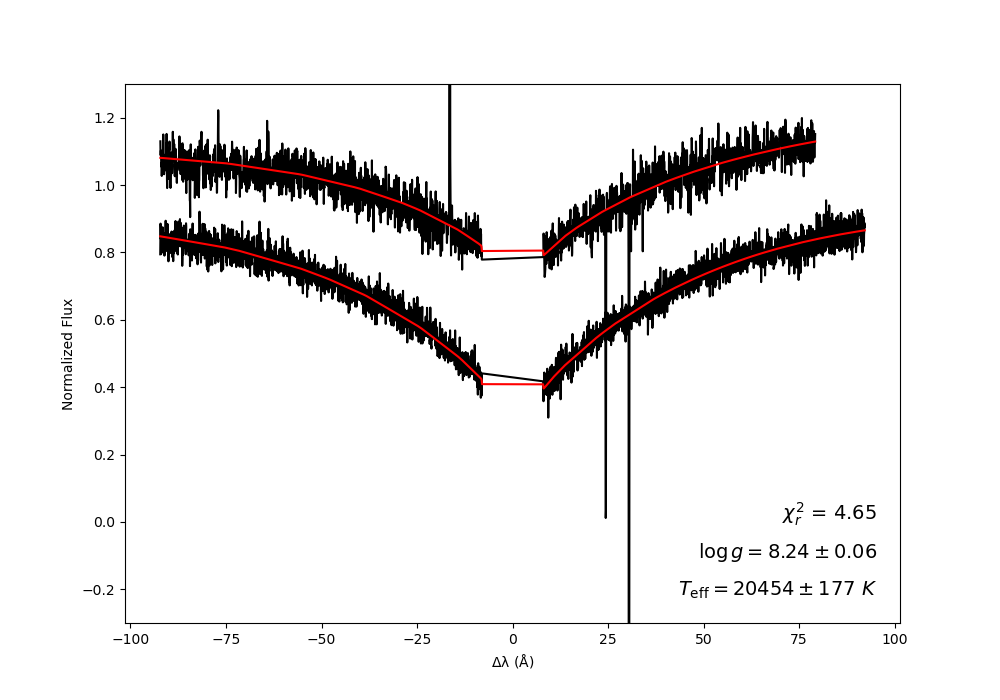 1.2
1.0
0.8
0.6
0.4
0.2
0.0
−0.2
Normalized Flux
χ²ᵣ = 4.65
log g = 8.24 ± 0.06
T_eff = 20454 ± 177 K
−100 −75 −50 −25 0 25 50 75 100
Δλ (Å)